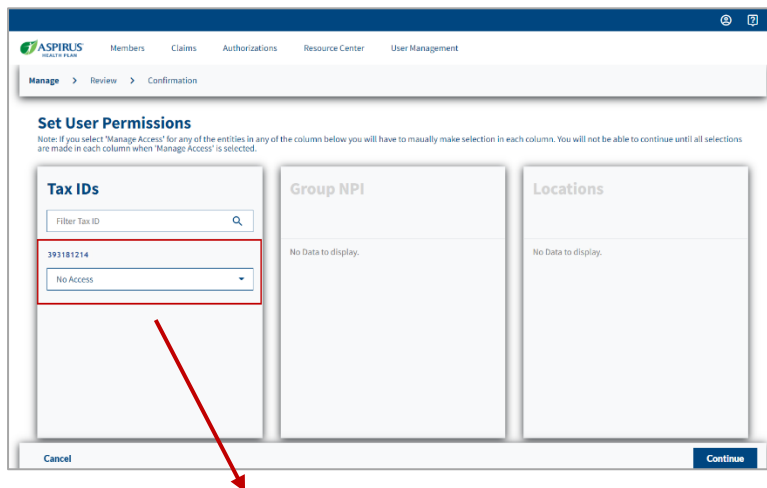 ASPIRUS
HEALTH PLAN
Members Claims Authorizations Resource Center User Management
Manage > Review > Confirmation
Set User Permissions
Note: If you select 'Manage Access' for any of the entities in any of the column below you will have to maually make selection in each column. You will not be able to continue until all selections
are made in each column when 'Manage Access' is selected.
Tax IDs
Filter Tax ID
393181214
No Access
Group NPI
No Data to display.
Locations
No Data to display.
Cancel
Continue